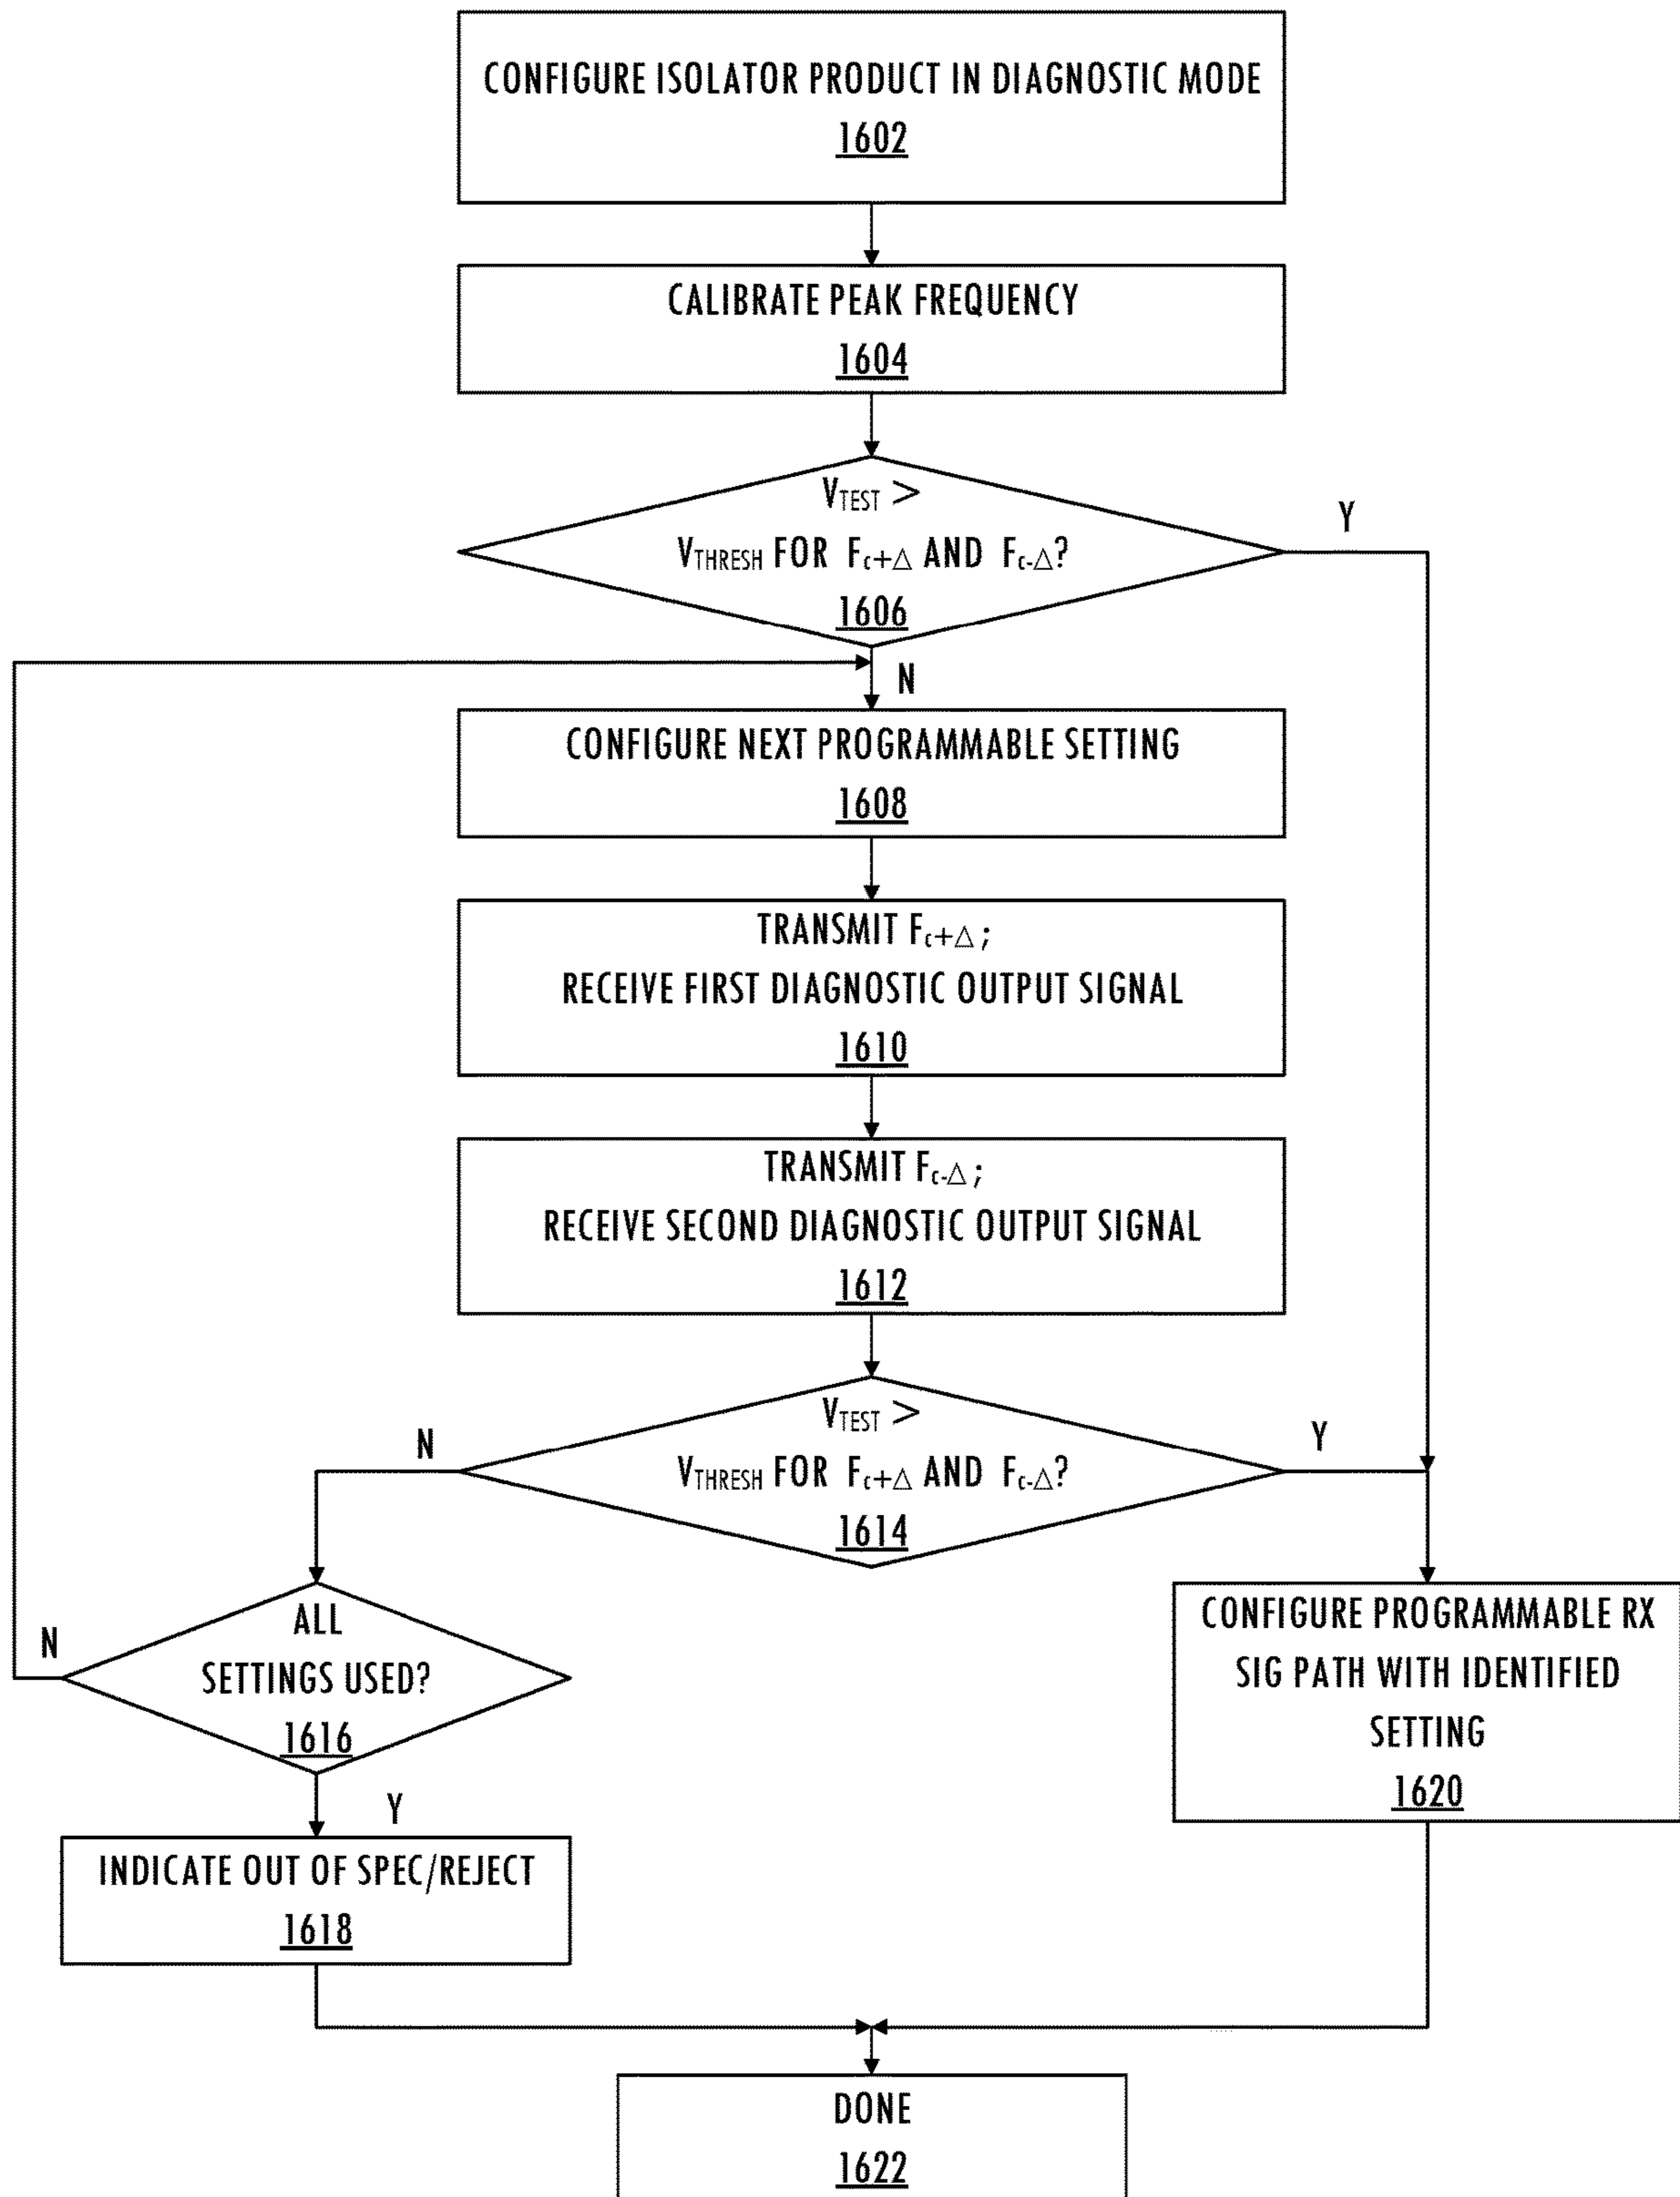 CONFIGURE ISOLATOR PRODUCT IN DIAGNOSTIC MODE
1602
CALIBRATE PEAK FREQUENCY
1604
VTEST >
VTHRESH FOR Fc+△ AND Fc-△?
1606
Y
N
CONFIGURE NEXT PROGRAMMABLE SETTING
1608
TRANSMIT Fc+△;
RECEIVE FIRST DIAGNOSTIC OUTPUT SIGNAL
1610
TRANSMIT Fc-△;
RECEIVE SECOND DIAGNOSTIC OUTPUT SIGNAL
1612
VTEST >
VTHRESH FOR Fc+△ AND Fc-△?
1614
N
Y
ALL
SETTINGS USED?
1616
N
Y
CONFIGURE PROGRAMMABLE RX
SIG PATH WITH IDENTIFIED
SETTING
1620
INDICATE OUT OF SPEC/REJECT
1618
DONE
1622